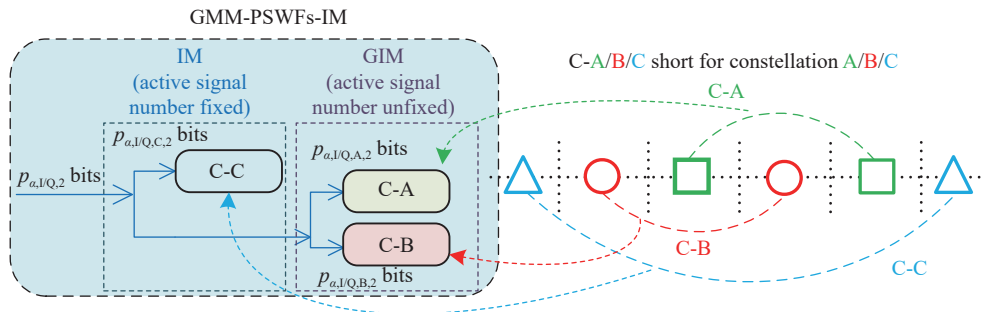 GMM-PSWFs-IM
IM
(active signal
number fixed)
GIM
(active signal
number unfixed)
C-A/B/C short for constellation A/B/C
C-A
p_{α,I/Q,C,2} bits
p_{α,I/Q,A,2} bits
p_{α,I/Q,2} bits
C-C
C-A
C-B
p_{α,I/Q,B,2} bits
C-B
C-C